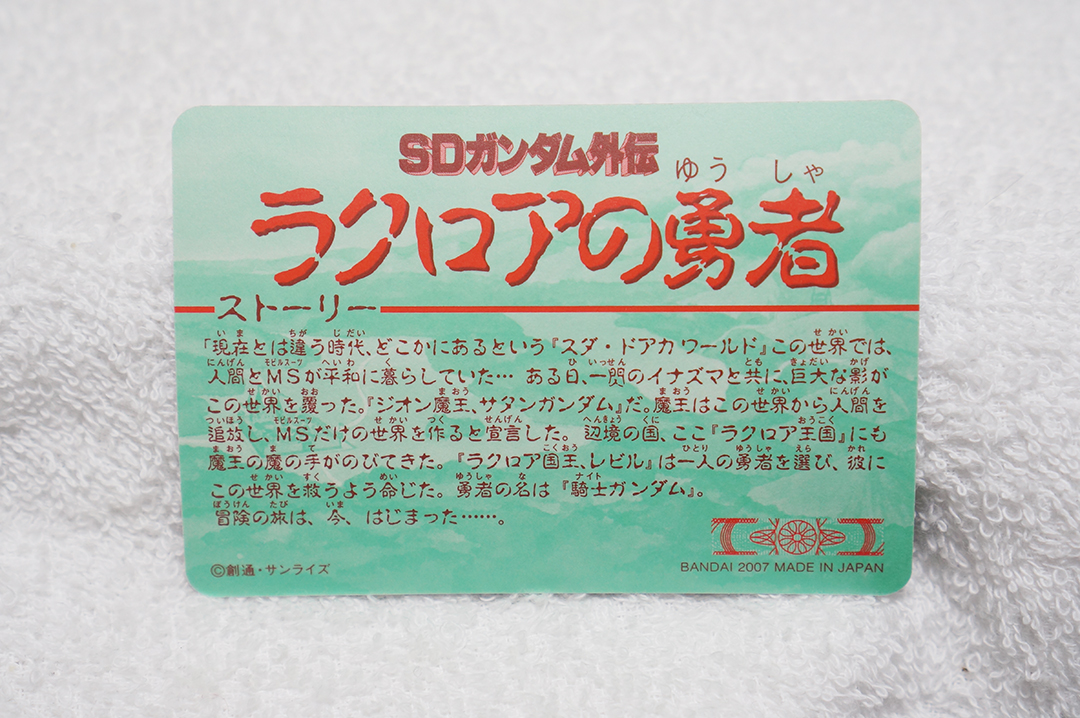 SDガンダム外伝
ゆう しゃ
ラクロアの勇者
ストーリー
「現在とは違う時代、どこかにあるという『スダ・ドアカワールド』この世界では、
人間とMSが平和に暮らしていた… ある日、一閃のイナズマと共に、巨大な影が
この世界を覆った。『ジオン魔王、サタンガンダム』だ。魔王はこの世界から人間を
追放し、MSだけの世界を作ると宣言した。辺境の国、ここ『ラクロア王国』にも
魔王の魔の手がのびてきた。『ラクロア国王、レビル』は一人の勇者を選び、彼に
この世界を救うよう命じた。勇者の名は『騎士ガンダム』。
冒険の旅は、今、はじまった……。
©創通・サンライズ
BANDAI 2007 MADE IN JAPAN